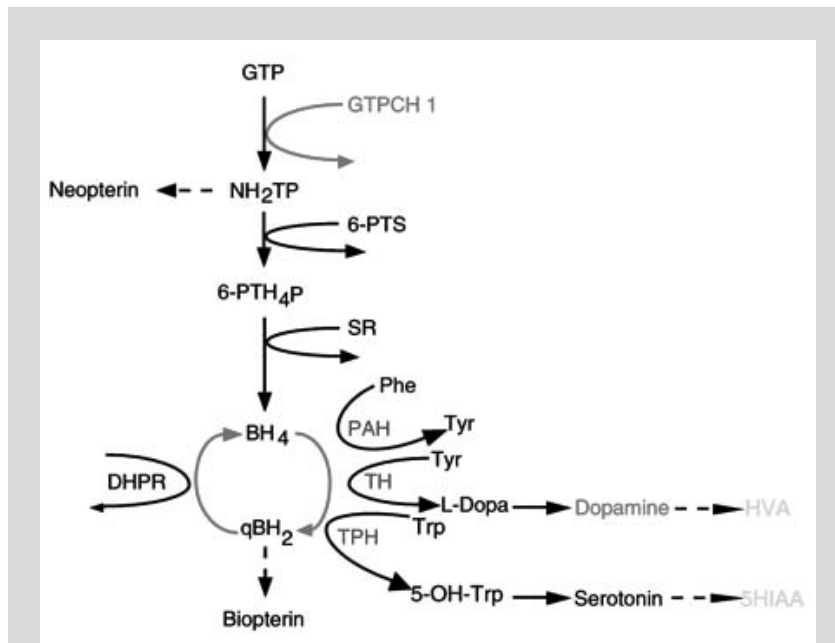 GTP
GTPCH 1
Neopterin
NH2TP
6-PTS
6-PTH4P
SR
Phe
BH4
PAH
Tyr
Tyr
DHPR
TH
L-Dopa
Dopamine
HVA
qBH2
TPH
Trp
5-OH-Trp
Serotonin
5HIAA
Biopterin